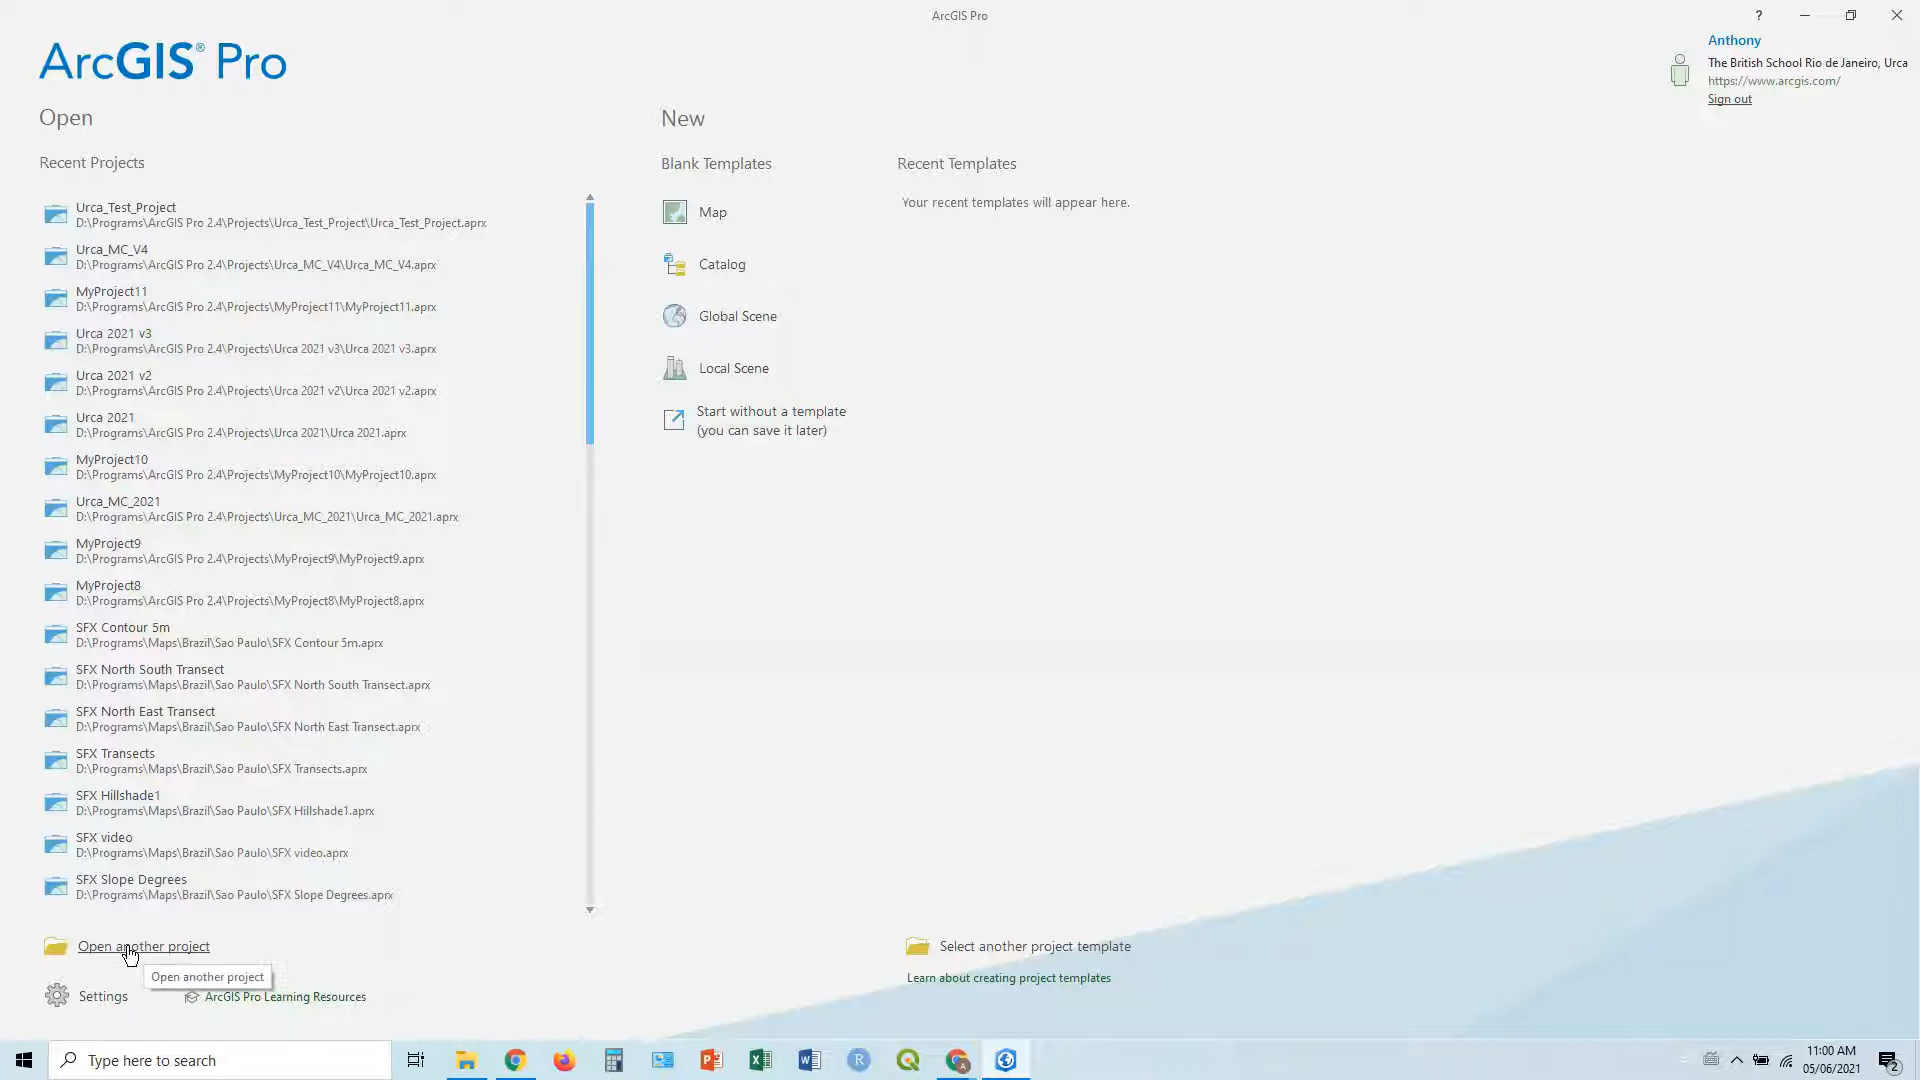 ArcGIS Pro
?
ArcGIS® Pro
Anthony
The British School Rio de Janeiro, Urca
https://www.arcgis.com/
Sign out
Open
Recent Projects
Urca_Test_Project
D:\Programs\ArcGIS Pro 2.4\Projects\Urca_Test_Project\Urca_Test_Project.aprx
Urca_MC_V4
D:\Programs\ArcGIS Pro 2.4\Projects\Urca_MC_V4\Urca_MC_V4.aprx
MyProject11
D:\Programs\ArcGIS Pro 2.4\Projects\MyProject11\MyProject11.aprx
Urca 2021 v3
D:\Programs\ArcGIS Pro 2.4\Projects\Urca 2021 v3\Urca 2021 v3.aprx
Urca 2021 v2
D:\Programs\ArcGIS Pro 2.4\Projects\Urca 2021 v2\Urca 2021 v2.aprx
Urca 2021
D:\Programs\ArcGIS Pro 2.4\Projects\Urca 2021\Urca 2021.aprx
MyProject10
D:\Programs\ArcGIS Pro 2.4\Projects\MyProject10\MyProject10.aprx
Urca_MC_2021
D:\Programs\ArcGIS Pro 2.4\Projects\Urca_MC_2021\Urca_MC_2021.aprx
MyProject9
D:\Programs\ArcGIS Pro 2.4\Projects\MyProject9\MyProject9.aprx
MyProject8
D:\Programs\ArcGIS Pro 2.4\Projects\MyProject8\MyProject8.aprx
SFX Contour 5m
D:\Programs\Maps\Brazil\Sao Paulo\SFX Contour 5m.aprx
SFX North South Transect
D:\Programs\Maps\Brazil\Sao Paulo\SFX North South Transect.aprx
SFX North East Transect
D:\Programs\Maps\Brazil\Sao Paulo\SFX North East Transect.aprx
SFX Transects
D:\Programs\Maps\Brazil\Sao Paulo\SFX Transects.aprx
SFX Hillshade1
D:\Programs\Maps\Brazil\Sao Paulo\SFX Hillshade1.aprx
SFX video
D:\Programs\Maps\Brazil\Sao Paulo\SFX video.aprx
SFX Slope Degrees
D:\Programs\Maps\Brazil\Sao Paulo\SFX Slope Degrees.aprx
Open another project
Open another project
Settings
ArcGIS Pro Learning Resources
New
Blank Templates
Map
Catalog
Global Scene
Local Scene
Start without a template
(you can save it later)
Recent Templates
Your recent templates will appear here.
Select another project template
Learn about creating project templates
Type here to search
11:00 AM
05/06/2021
2